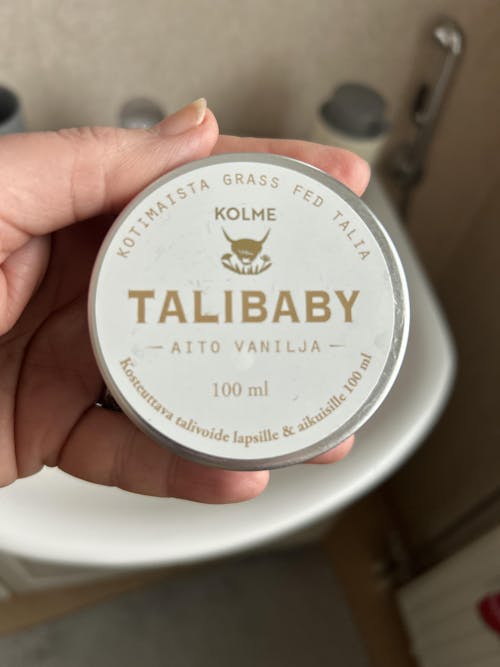 KOTIMAISTA GRASS FED TALIA
KOLME
TALIBABY
— AITO VANILJA —
100 ml
Kosteuttava talivoide lapsille & aikuisille 100 ml